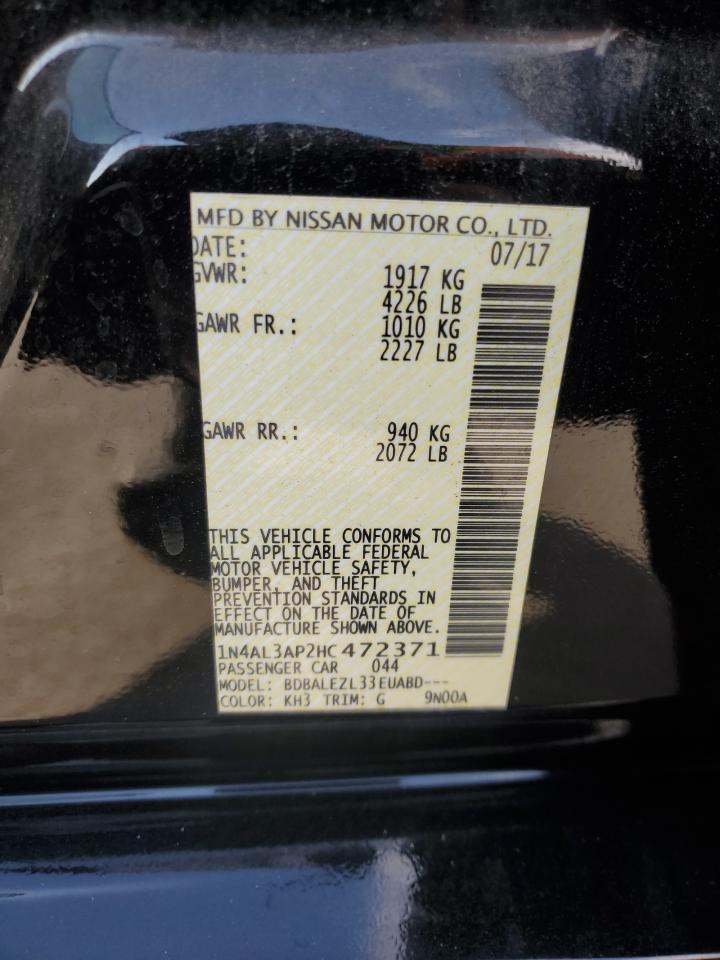 MFD BY NISSAN MOTOR CO., LTD.
DATE: 07/17
GVWR: 1917 KG
4226 LB
GAWR FR.: 1010 KG
2227 LB
GAWR RR.: 940 KG
2072 LB
THIS VEHICLE CONFORMS TO
ALL APPLICABLE FEDERAL
MOTOR VEHICLE SAFETY,
BUMPER, AND THEFT
PREVENTION STANDARDS IN
EFFECT ON THE DATE OF
MANUFACTURE SHOWN ABOVE.
1N4AL3AP2HC472371
PASSENGER CAR 044
MODEL: BDBALEZL33EUABD---
COLOR: KH3 TRIM: G 9N00A